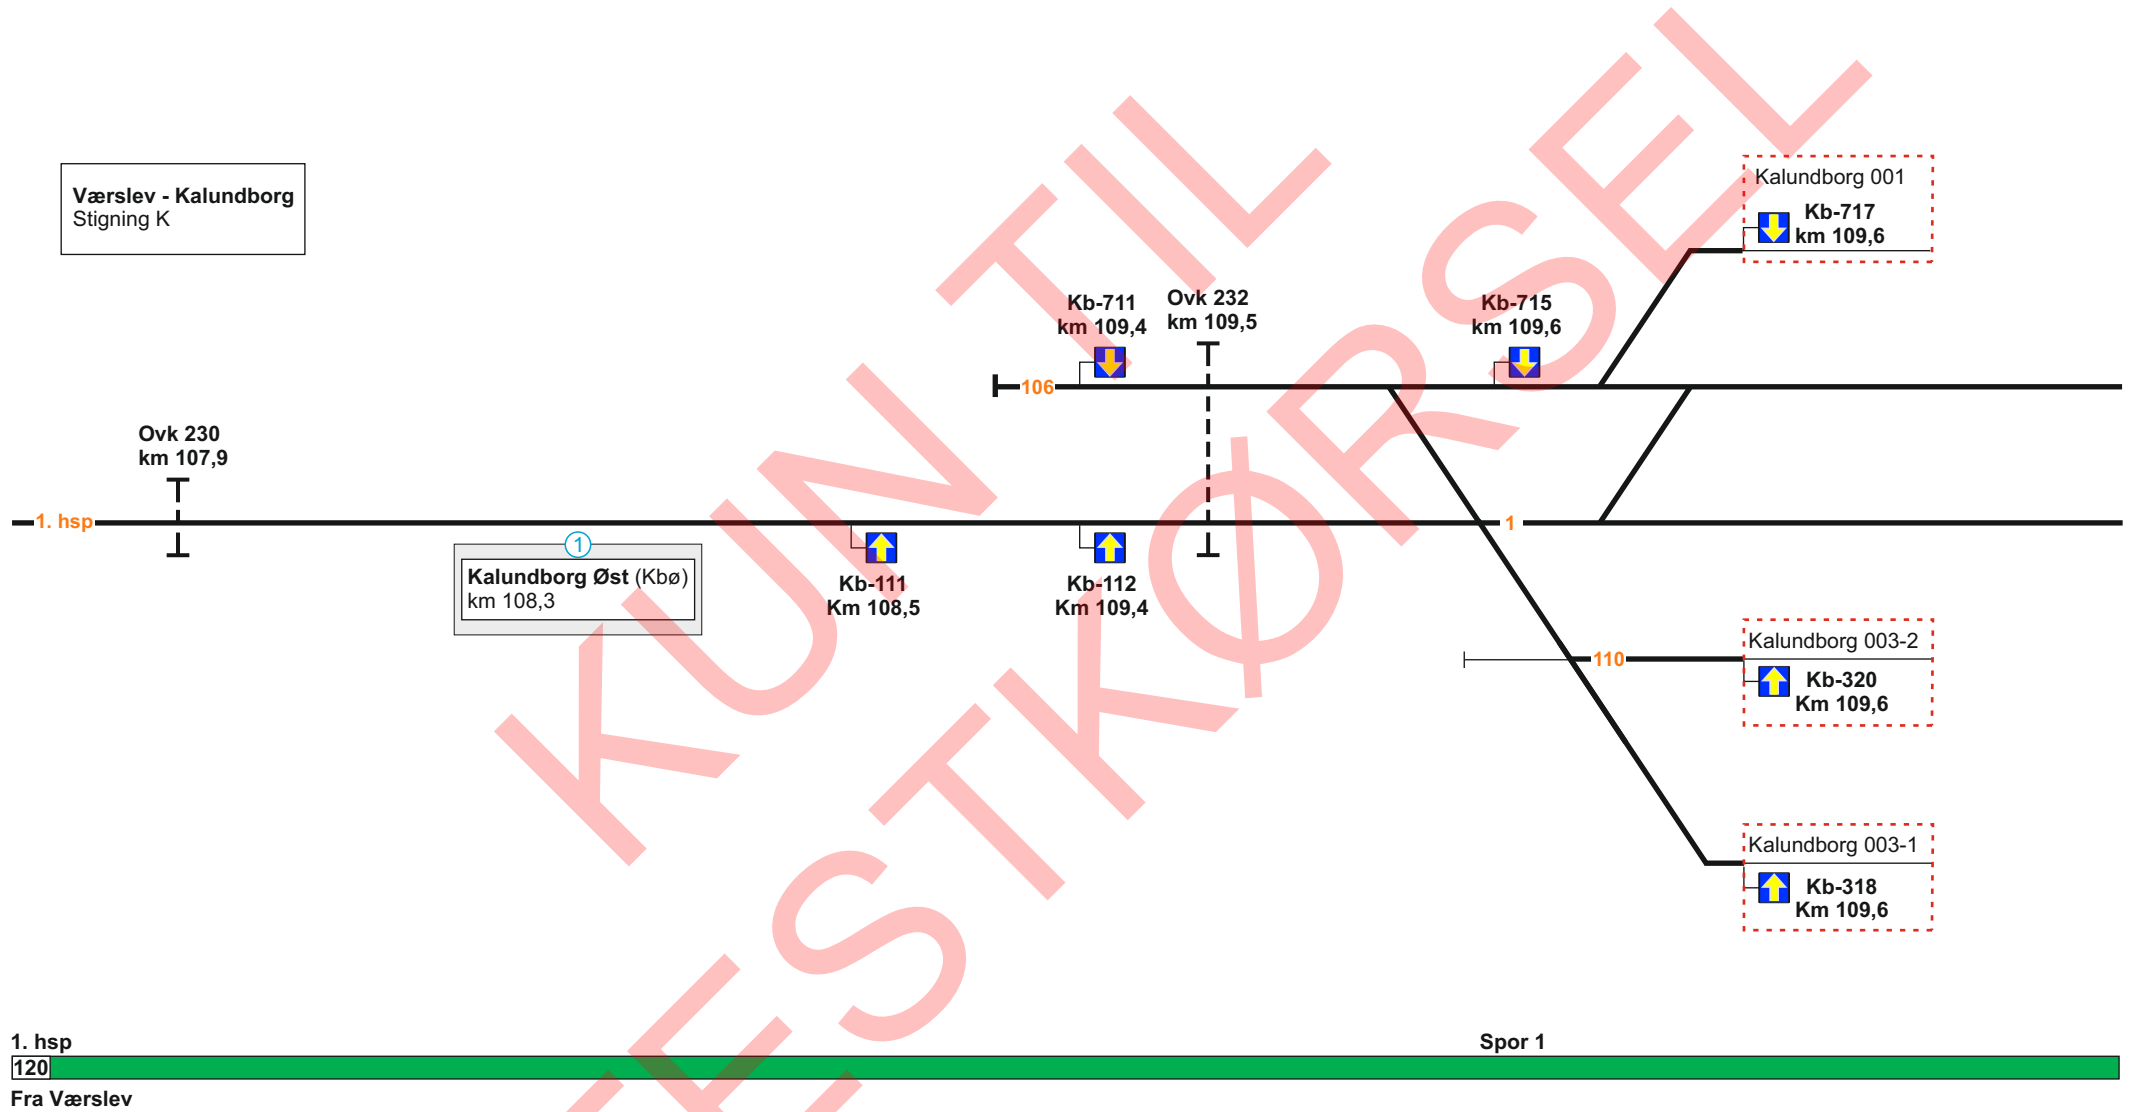 Værslev - Kalundborg
Stigning K
Kalundborg 001
Kb-717
km 109,6
Kb-711
km 109,4
Ovk 232
km 109,5
Kb-715
km 109,6
106
Ovk 230
km 107,9
1. hsp
1
1
Kalundborg Øst (Kbø)
km 108,3
Kb-111
Km 108,5
Kb-112
Km 109,4
Kalundborg 003-2
110
Kb-320
Km 109,6
Kalundborg 003-1
Kb-318
Km 109,6
KUN TIL
TESTKØRSEL
1. hsp
Spor 1
120
Fra Værslev